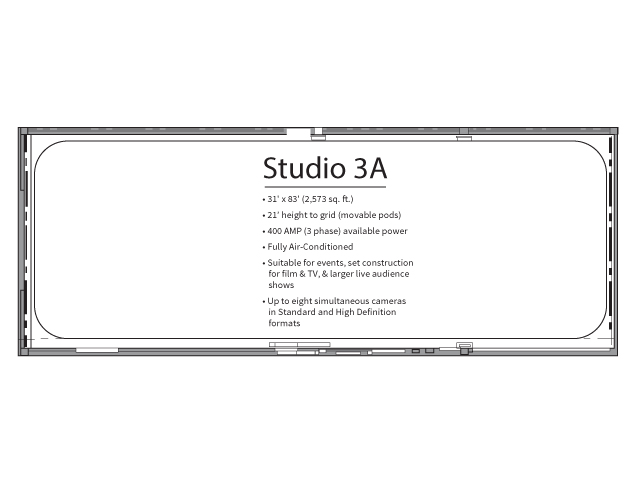 Studio 3A
• 31' x 83' (2,573 sq. ft.)
• 21' height to grid (movable pods)
• 400 AMP (3 phase) available power
• Fully Air-Conditioned
• Suitable for events, set construction
for film & TV, & larger live audience
shows
• Up to eight simultaneous cameras
in Standard and High Definition
formats